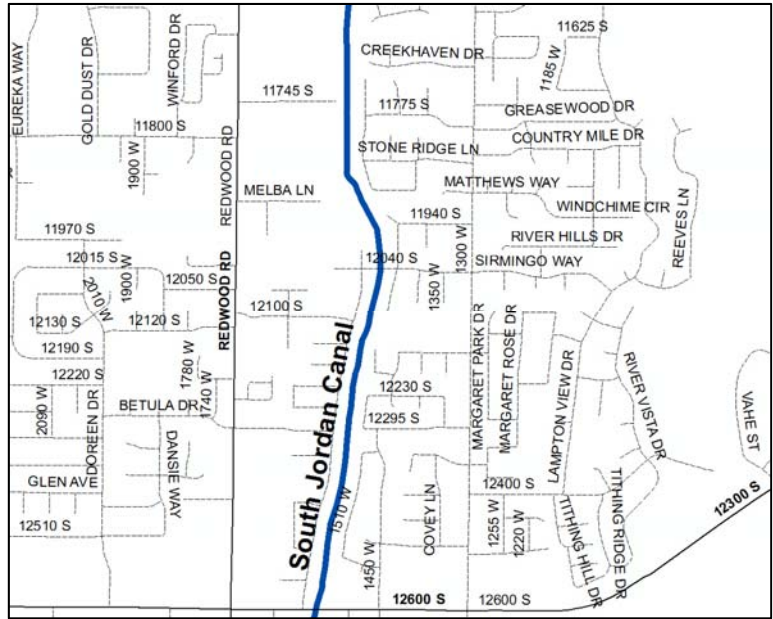 11625 S
EUREKA WAY
GOLD DUST DR
WINFORD DR
CREEKHAVEN DR
1185 W
11745 S
11775 S
GREASEWOOD DR
11800 S
COUNTRY MILE DR
STONE RIDGE LN
1900 W
REDWOOD RD
MELBA LN
MATTHEWS WAY
WINDCHIME CIR
REEVES LN
11970 S
11940 S
RIVER HILLS DR
12015 S
1900 W
12050 S
12040 S
1300 W
SIRMINGO WAY
2010 W
REDWOOD RD
1350 W
12100 S
12130 S
12120 S
12190 S
South Jordan Canal
MARGARET PARK DR
MARGARET ROSE DR
LAMPTON VIEW DR
RIVER VISTA DR
1780 W
12220 S
12230 S
2090 W
DOREEN DR
BETULA DR
1740 W
12295 S
VAHE ST
DANSIE WAY
GLEN AVE
12400 S
12300 S
12510 S
1510 W
COVEY LN
1255 W
1220 W
TITHING HILL DR
TITHING RIDGE DR
1450 W
12600 S
12600 S